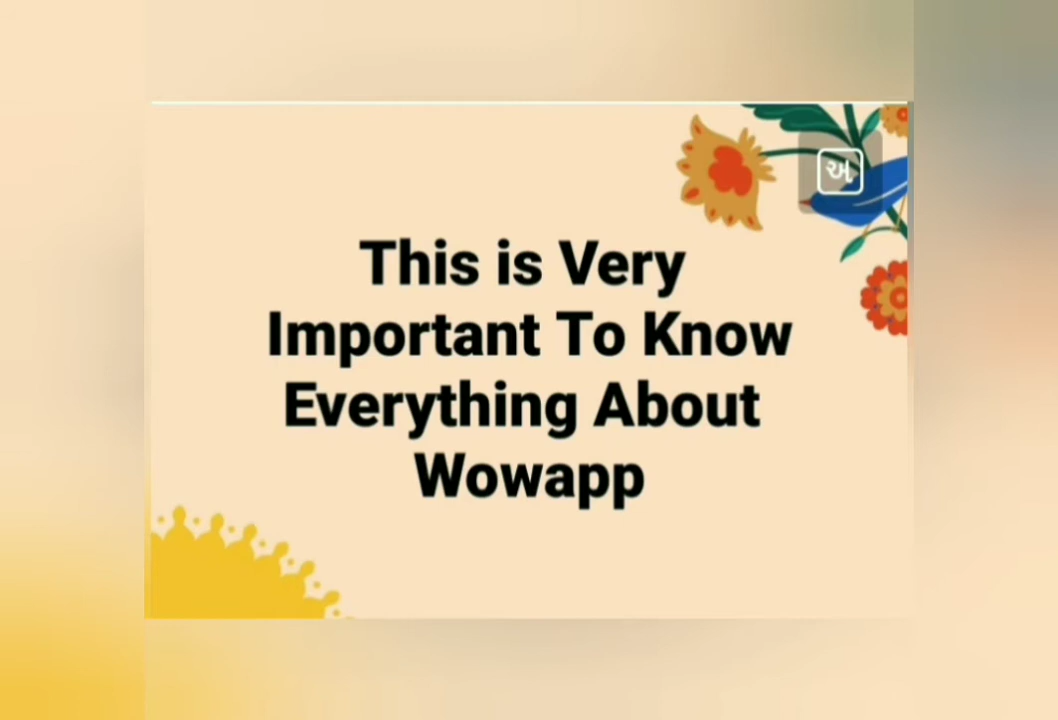 અ
This is Very
Important To Know
Everything About
Wowapp